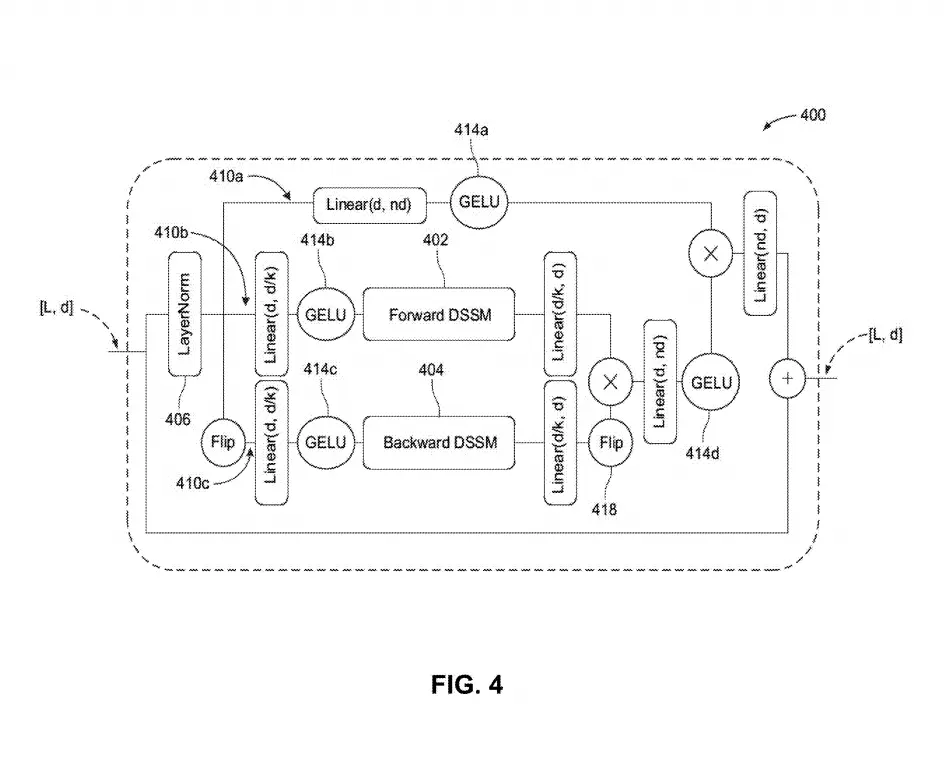 400
414a
410a
Linear(d, nd)
GELU
410b
414b
402
LayerNorm
Linear(d, d/k)
GELU
Forward DSSM
Linear(d/k, d)
×
Linear(nd, d)
[L, d]
[L, d]
406
414c
404
×
Linear(d, nd)
GELU
+
Flip
Linear(d, d/k)
GELU
Backward DSSM
Linear(d/k, d)
Flip
414d
410c
418
FIG. 4